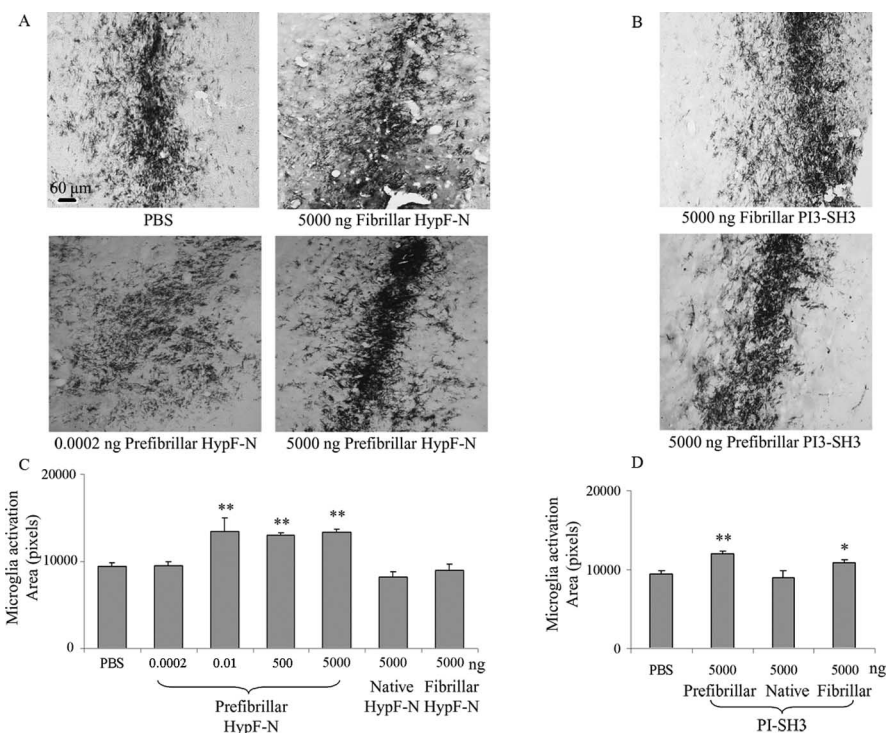 A
B
60 μm
PBS
5000 ng Fibrillar HypF-N
5000 ng Fibrillar PI3-SH3
0.0002 ng Prefibrillar HypF-N
5000 ng Prefibrillar HypF-N
5000 ng Prefibrillar PI3-SH3
C
Microglia activation
Area (pixels)
20000
10000
0
** ** **
PBS 0.0002 0.01 500 5000 5000 5000 ng
Prefibrillar
HypF-N
Native Fibrillar
HypF-N HypF-N
D
Microglia activation
Area (pixels)
20000
10000
0
** *
PBS 5000 5000 5000 ng
Prefibrillar Native Fibrillar
PI-SH3